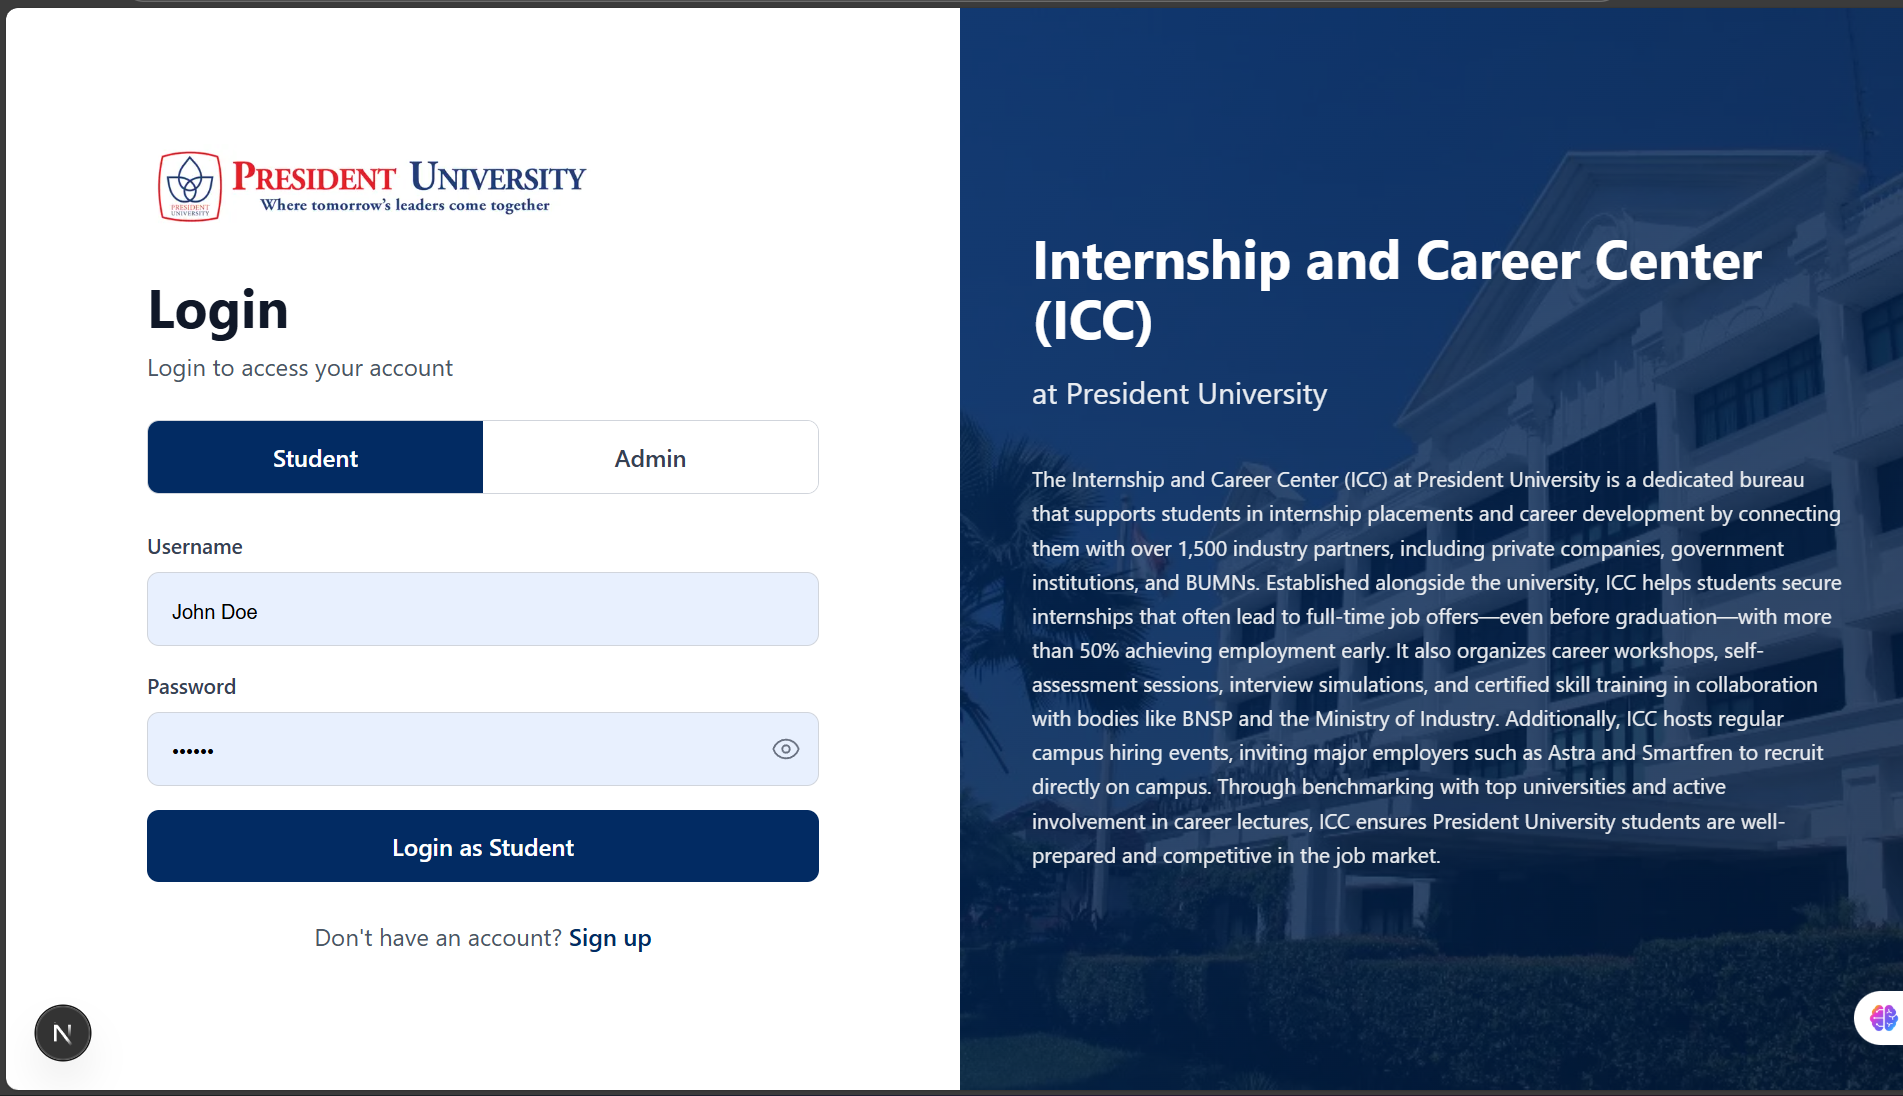 PRESIDENT UNIVERSITY
Where tomorrow's leaders come together
PRESIDENT
UNIVERSITY
Login
Login to access your account
Student
Admin
Username
John Doe
Password
••••••
Login as Student
Don't have an account? Sign up
N
Internship and Career Center
(ICC)
at President University
The Internship and Career Center (ICC) at President University is a dedicated bureau
that supports students in internship placements and career development by connecting
them with over 1,500 industry partners, including private companies, government
institutions, and BUMNs. Established alongside the university, ICC helps students secure
internships that often lead to full-time job offers—even before graduation—with more
than 50% achieving employment early. It also organizes career workshops, self-
assessment sessions, interview simulations, and certified skill training in collaboration
with bodies like BNSP and the Ministry of Industry. Additionally, ICC hosts regular
campus hiring events, inviting major employers such as Astra and Smartfren to recruit
directly on campus. Through benchmarking with top universities and active
involvement in career lectures, ICC ensures President University students are well-
prepared and competitive in the job market.